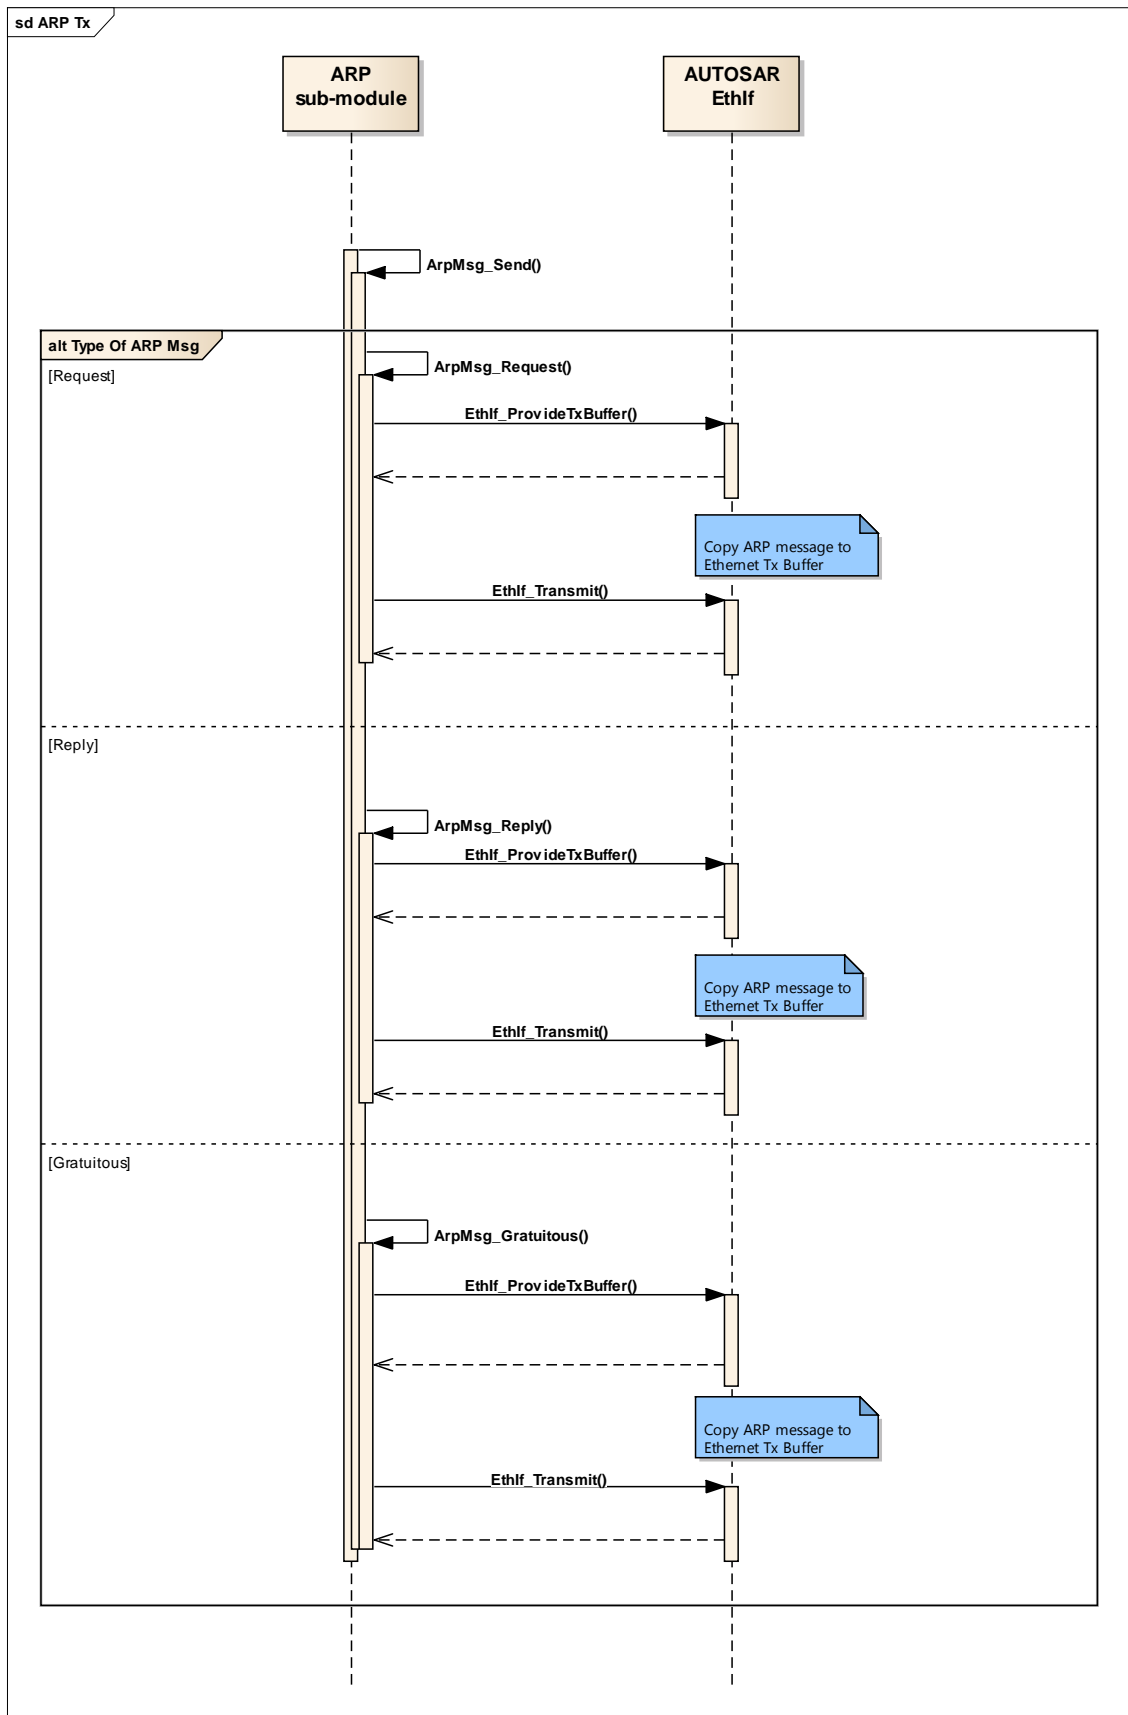 sd ARP Tx
ARP
sub-module
AUTOSAR
EthIf
ArpMsg_Send()
alt Type Of ARP Msg
[Request]
ArpMsg_Request()
EthIf_ProvideTxBuffer()
Copy ARP message to
Ethernet Tx Buffer
EthIf_Transmit()
[Reply]
ArpMsg_Reply()
EthIf_ProvideTxBuffer()
Copy ARP message to
Ethernet Tx Buffer
EthIf_Transmit()
[Gratuitous]
ArpMsg_Gratuitous()
EthIf_ProvideTxBuffer()
Copy ARP message to
Ethernet Tx Buffer
EthIf_Transmit()